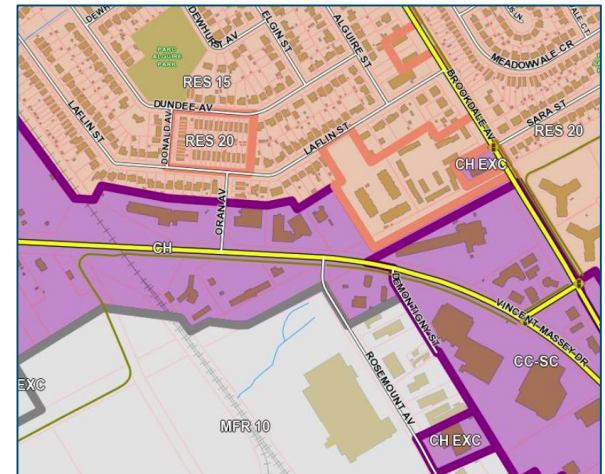 DEWHURST AV
ELGIN ST
ALGUIRE ST
PARC
ALGUIRE
PARK
MEADOWVALE CR
RES 15
BROOKDALE AV
DUNDEE AV
SARA ST
LAFLIN ST
DONALD AV
RES 20
LAFLIN ST
RES 20
CH EXC
ORAN AV
CH
LEMONTIGNY ST
VINCENT MASSEY DR
ROSEMOUNT AV
CC-SC
EXC
MFR 10
CH EXC